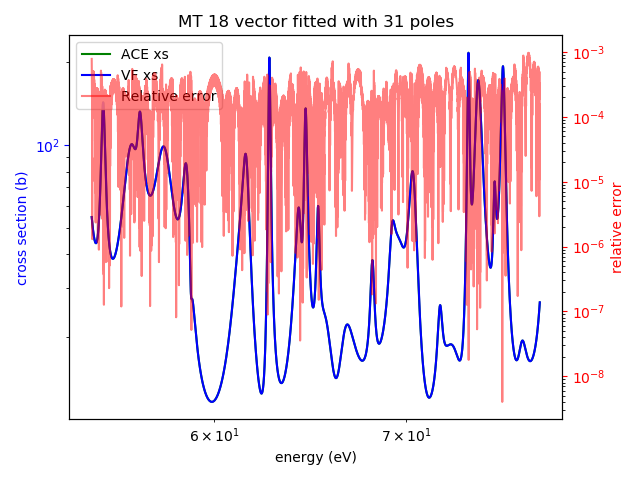 MT 18 vector fitted with 31 poles
ACE xs
VF xs
Relative error
cross section (b)
10²
relative error
10⁻³
10⁻⁴
10⁻⁵
10⁻⁶
10⁻⁷
10⁻⁸
6 × 10¹
7 × 10¹
energy (eV)